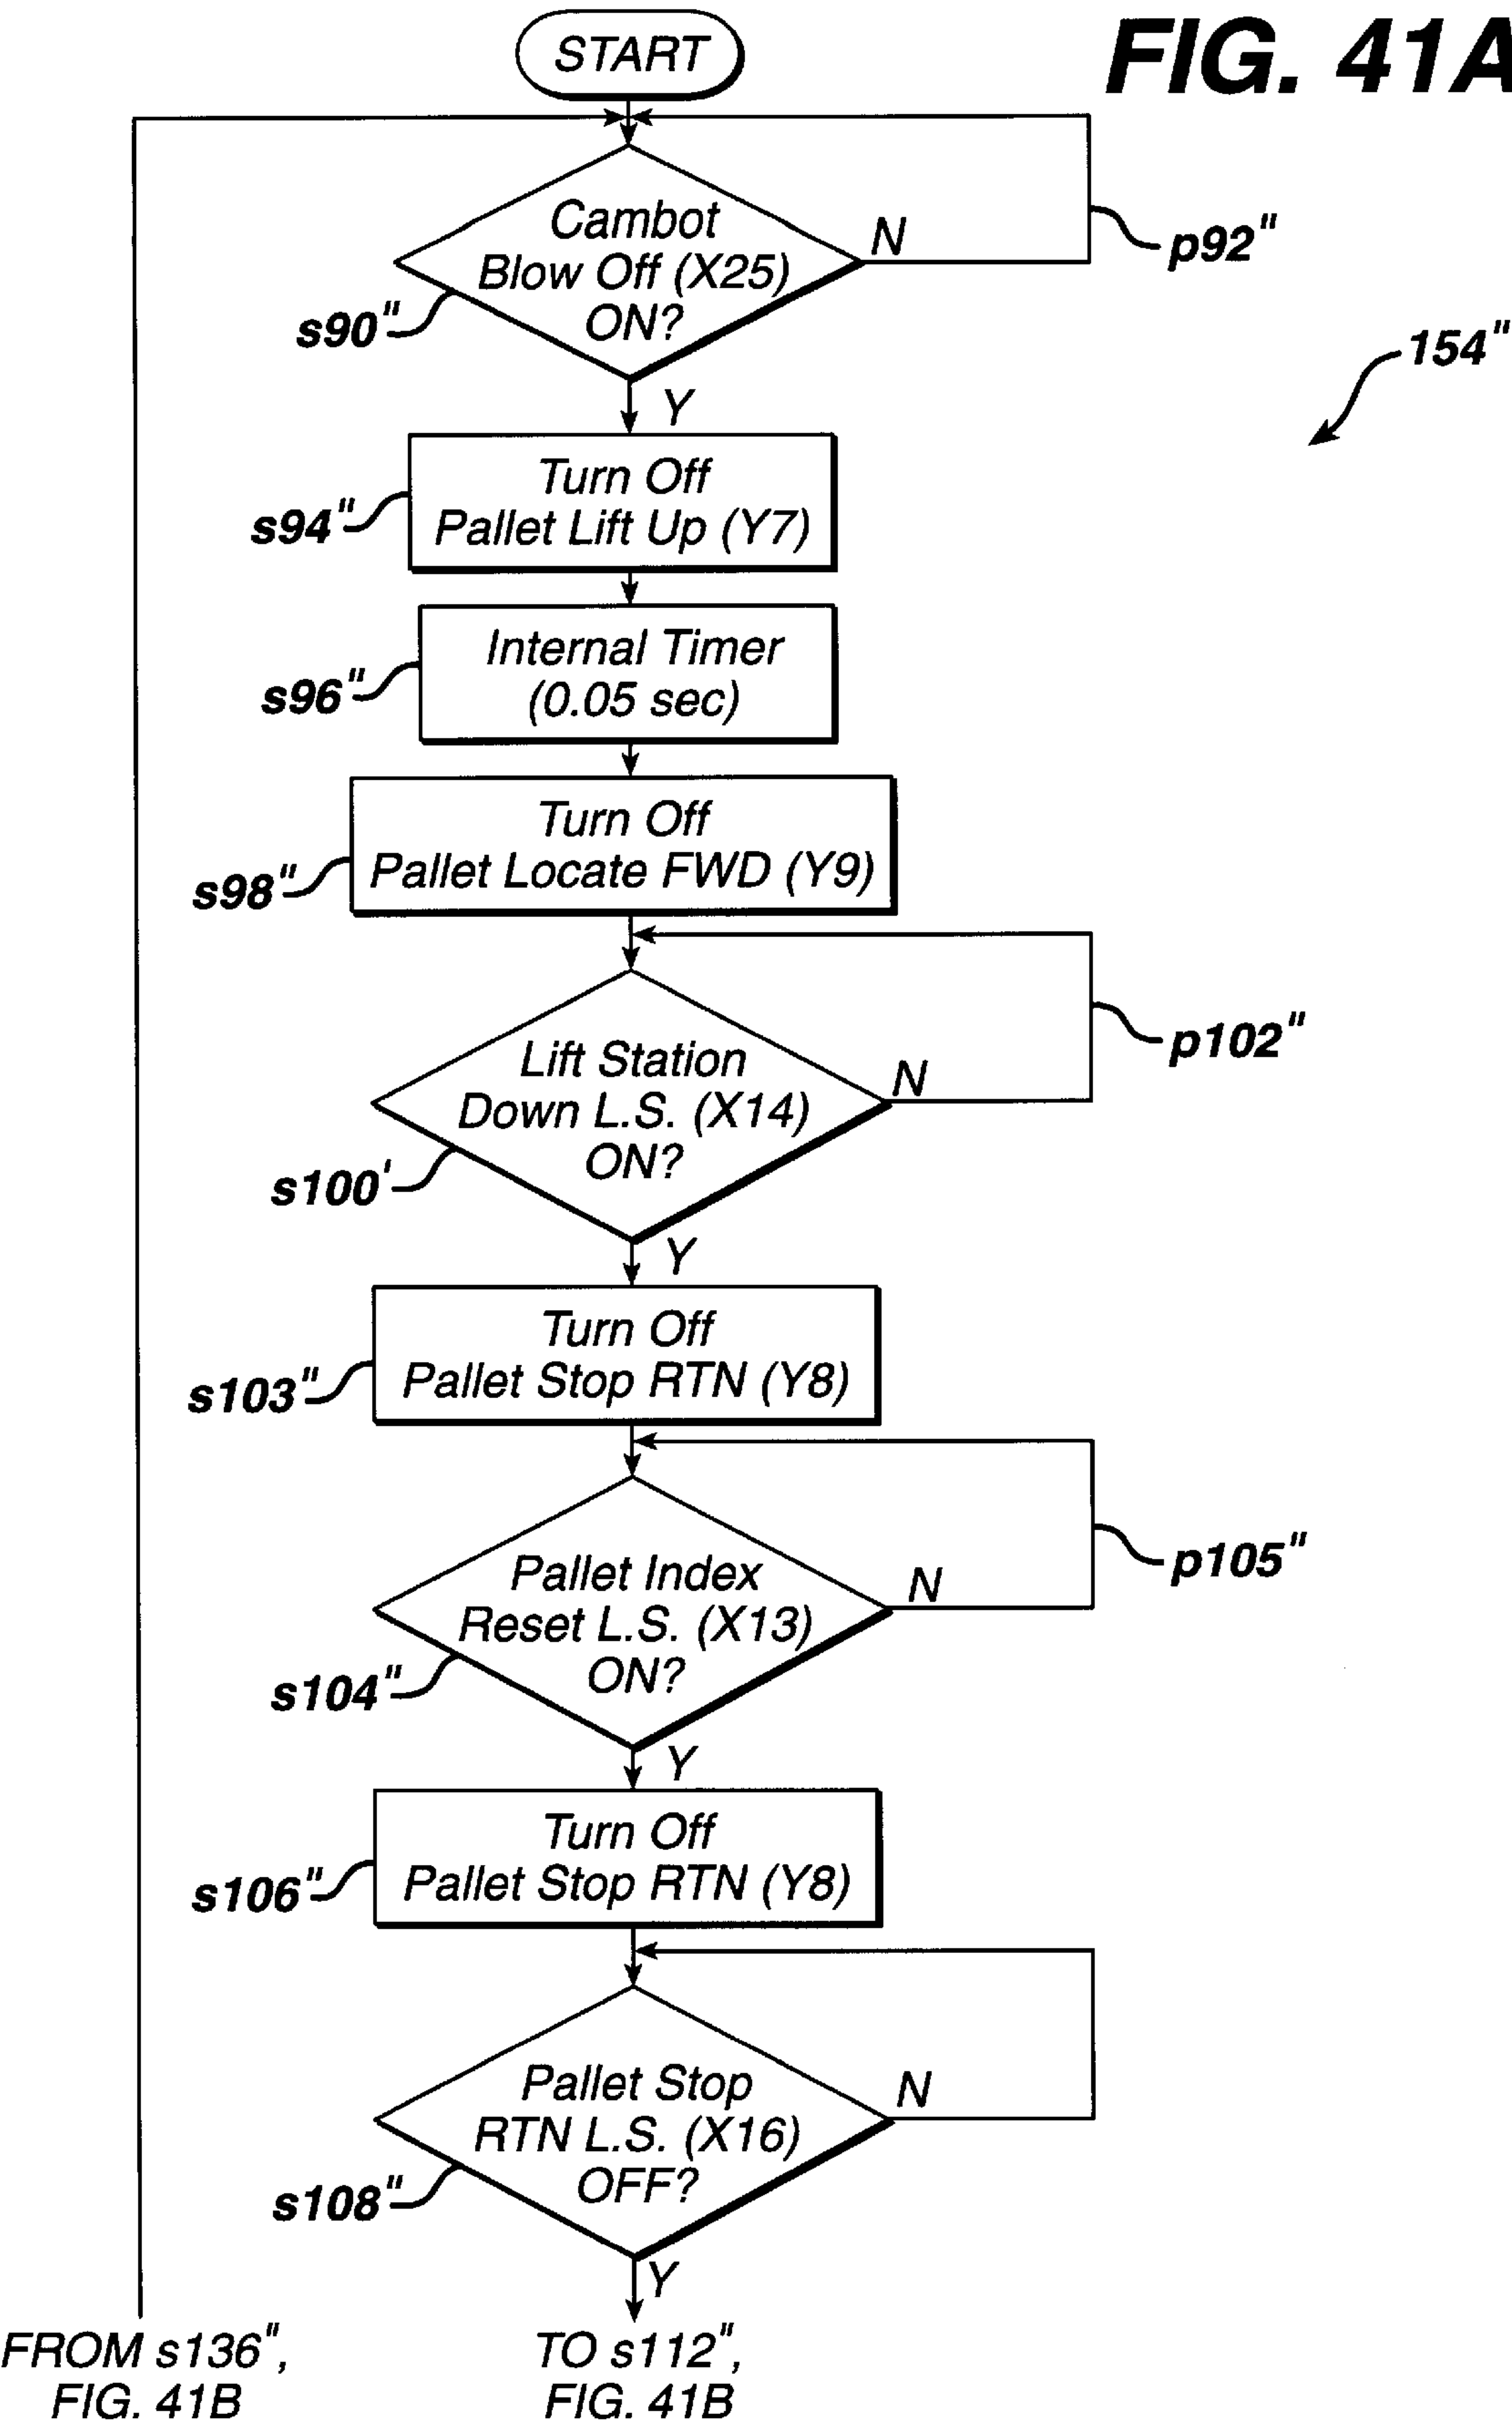 FIG. 41A
START
Cambot
Blow Off (X25)
ON?
N
p92"
s90"
154"
Y
Turn Off
Pallet Lift Up (Y7)
s94"
Internal Timer
(0.05 sec)
s96"
Turn Off
Pallet Locate FWD (Y9)
s98"
Lift Station
Down L.S. (X14)
ON?
N
p102"
s100'
Y
Turn Off
Pallet Stop RTN (Y8)
s103"
Pallet Index
Reset L.S. (X13)
ON?
N
p105"
s104"
Y
Turn Off
Pallet Stop RTN (Y8)
s106"
Pallet Stop
RTN L.S. (X16)
OFF?
N
s108"
Y
FROM s136",
FIG. 41B
TO s112",
FIG. 41B